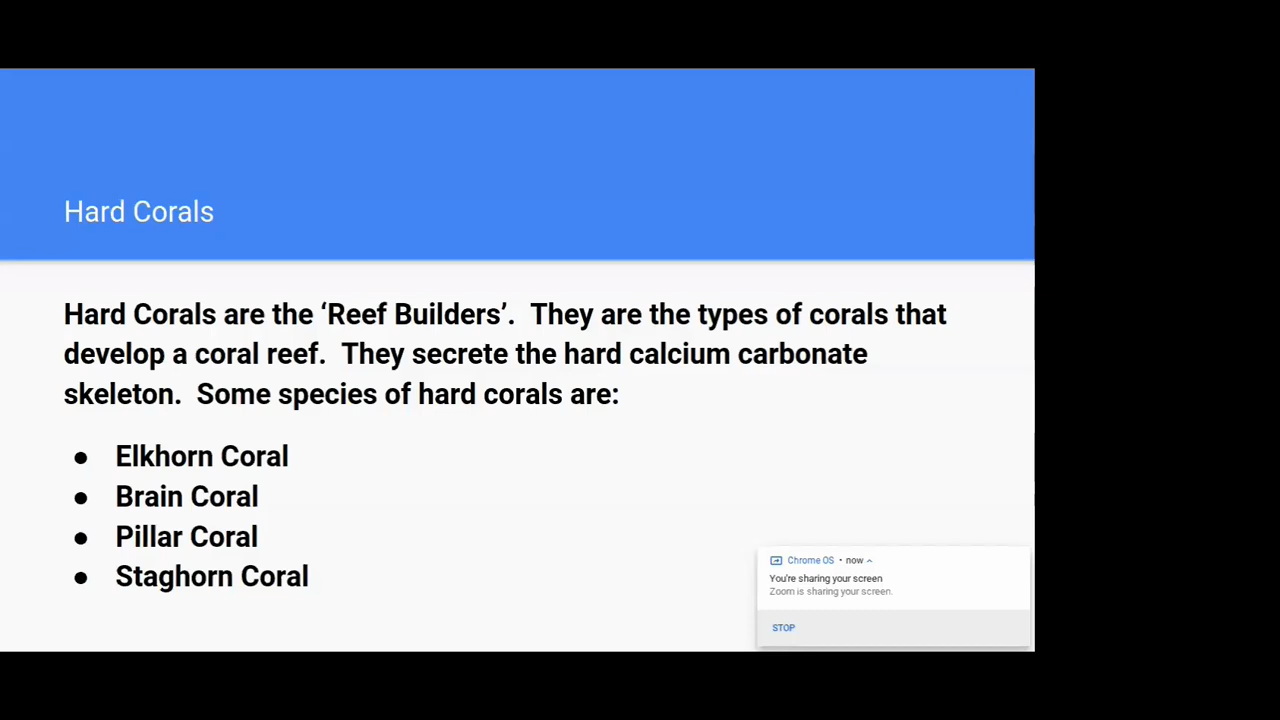 Hard Corals
Hard Corals are the ‘Reef Builders’.  They are the types of corals that
develop a coral reef.  They secrete the hard calcium carbonate
skeleton.  Some species of hard corals are:
● Elkhorn Coral
● Brain Coral
● Pillar Coral
● Staghorn Coral
Chrome OS • now
You're sharing your screen
Zoom is sharing your screen.
STOP